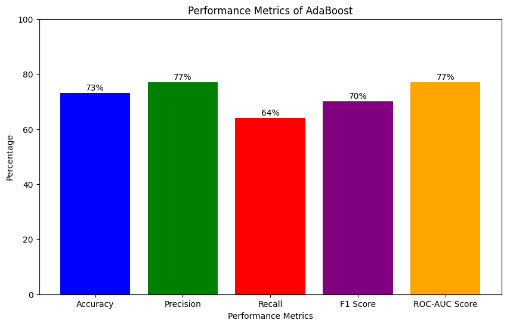 Performance Metrics of AdaBoost
100
80
60
40
20
0
Percentage
73%
77%
64%
70%
77%
Accuracy
Precision
Recall
F1 Score
ROC-AUC Score
Performance Metrics